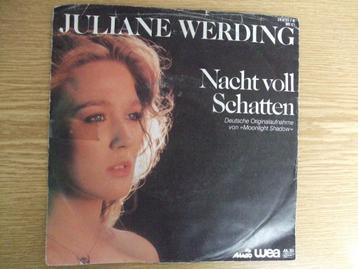 JULIANE WERDING
Nacht voll
Schatten
Deutsche Originalaufnahme
von »Moonlight Shadow«
wea